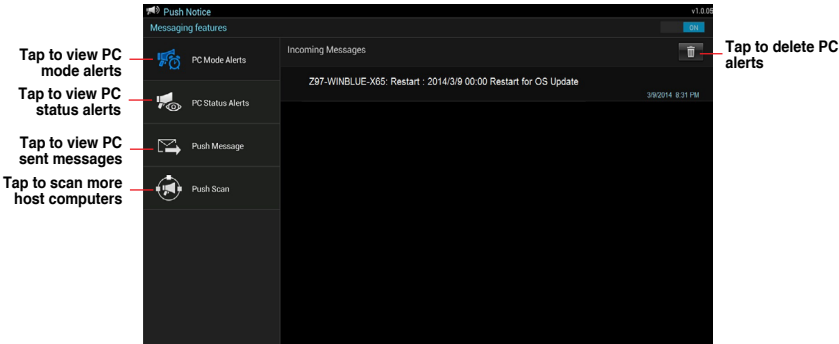 Push Notice
v1.0.05
Messaging features
ON
Tap to view PC
mode alerts
PC Mode Alerts
Incoming Messages
Tap to delete PC
alerts
Z97-WINBLUE-X65: Restart : 2014/3/9 00:00 Restart for OS Update
3/9/2014 8:31 PM
Tap to view PC
status alerts
PC Status Alerts
Tap to view PC
sent messages
Push Message
Tap to scan more
host computers
Push Scan